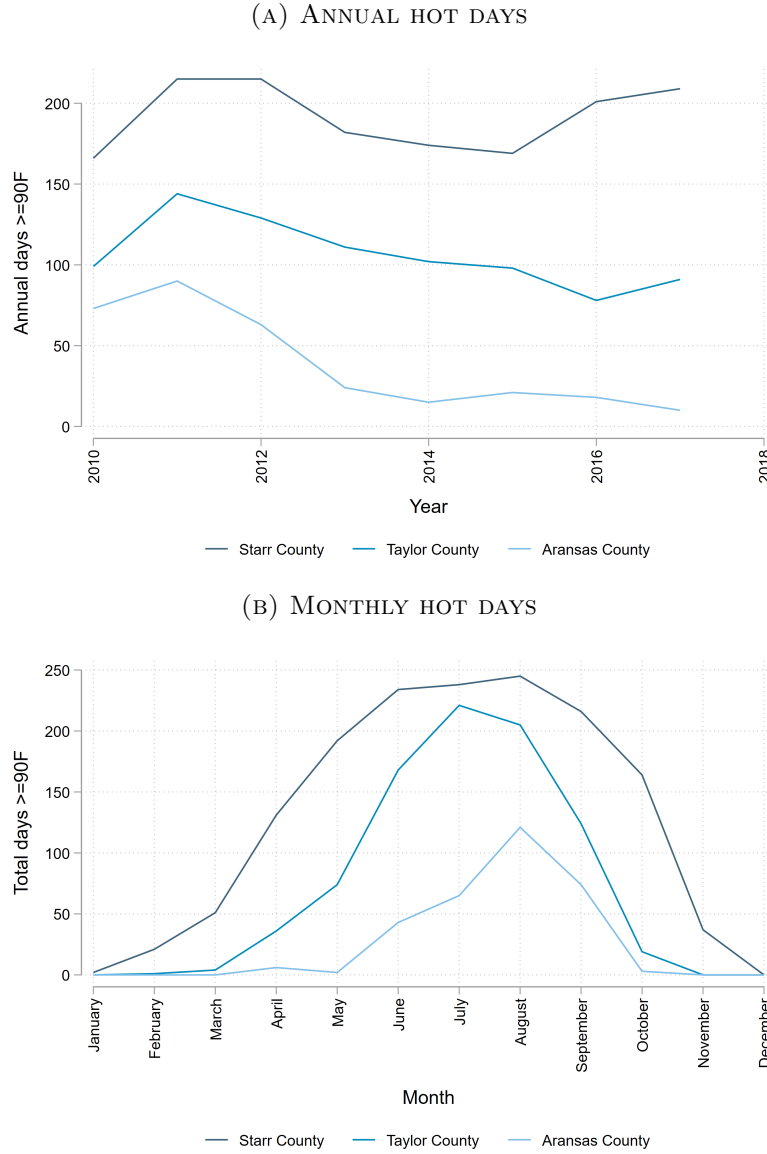 (A) ANNUAL HOT DAYS
200
150
100
50
0
Annual days >=90F
2010
2012
2014
2016
2018
Year
Starr County Taylor County Aransas County
(B) MONTHLY HOT DAYS
250
200
150
100
50
0
Total days >=90F
January
February
March
April
May
June
July
August
September
October
November
December
Month
Starr County Taylor County Aransas County